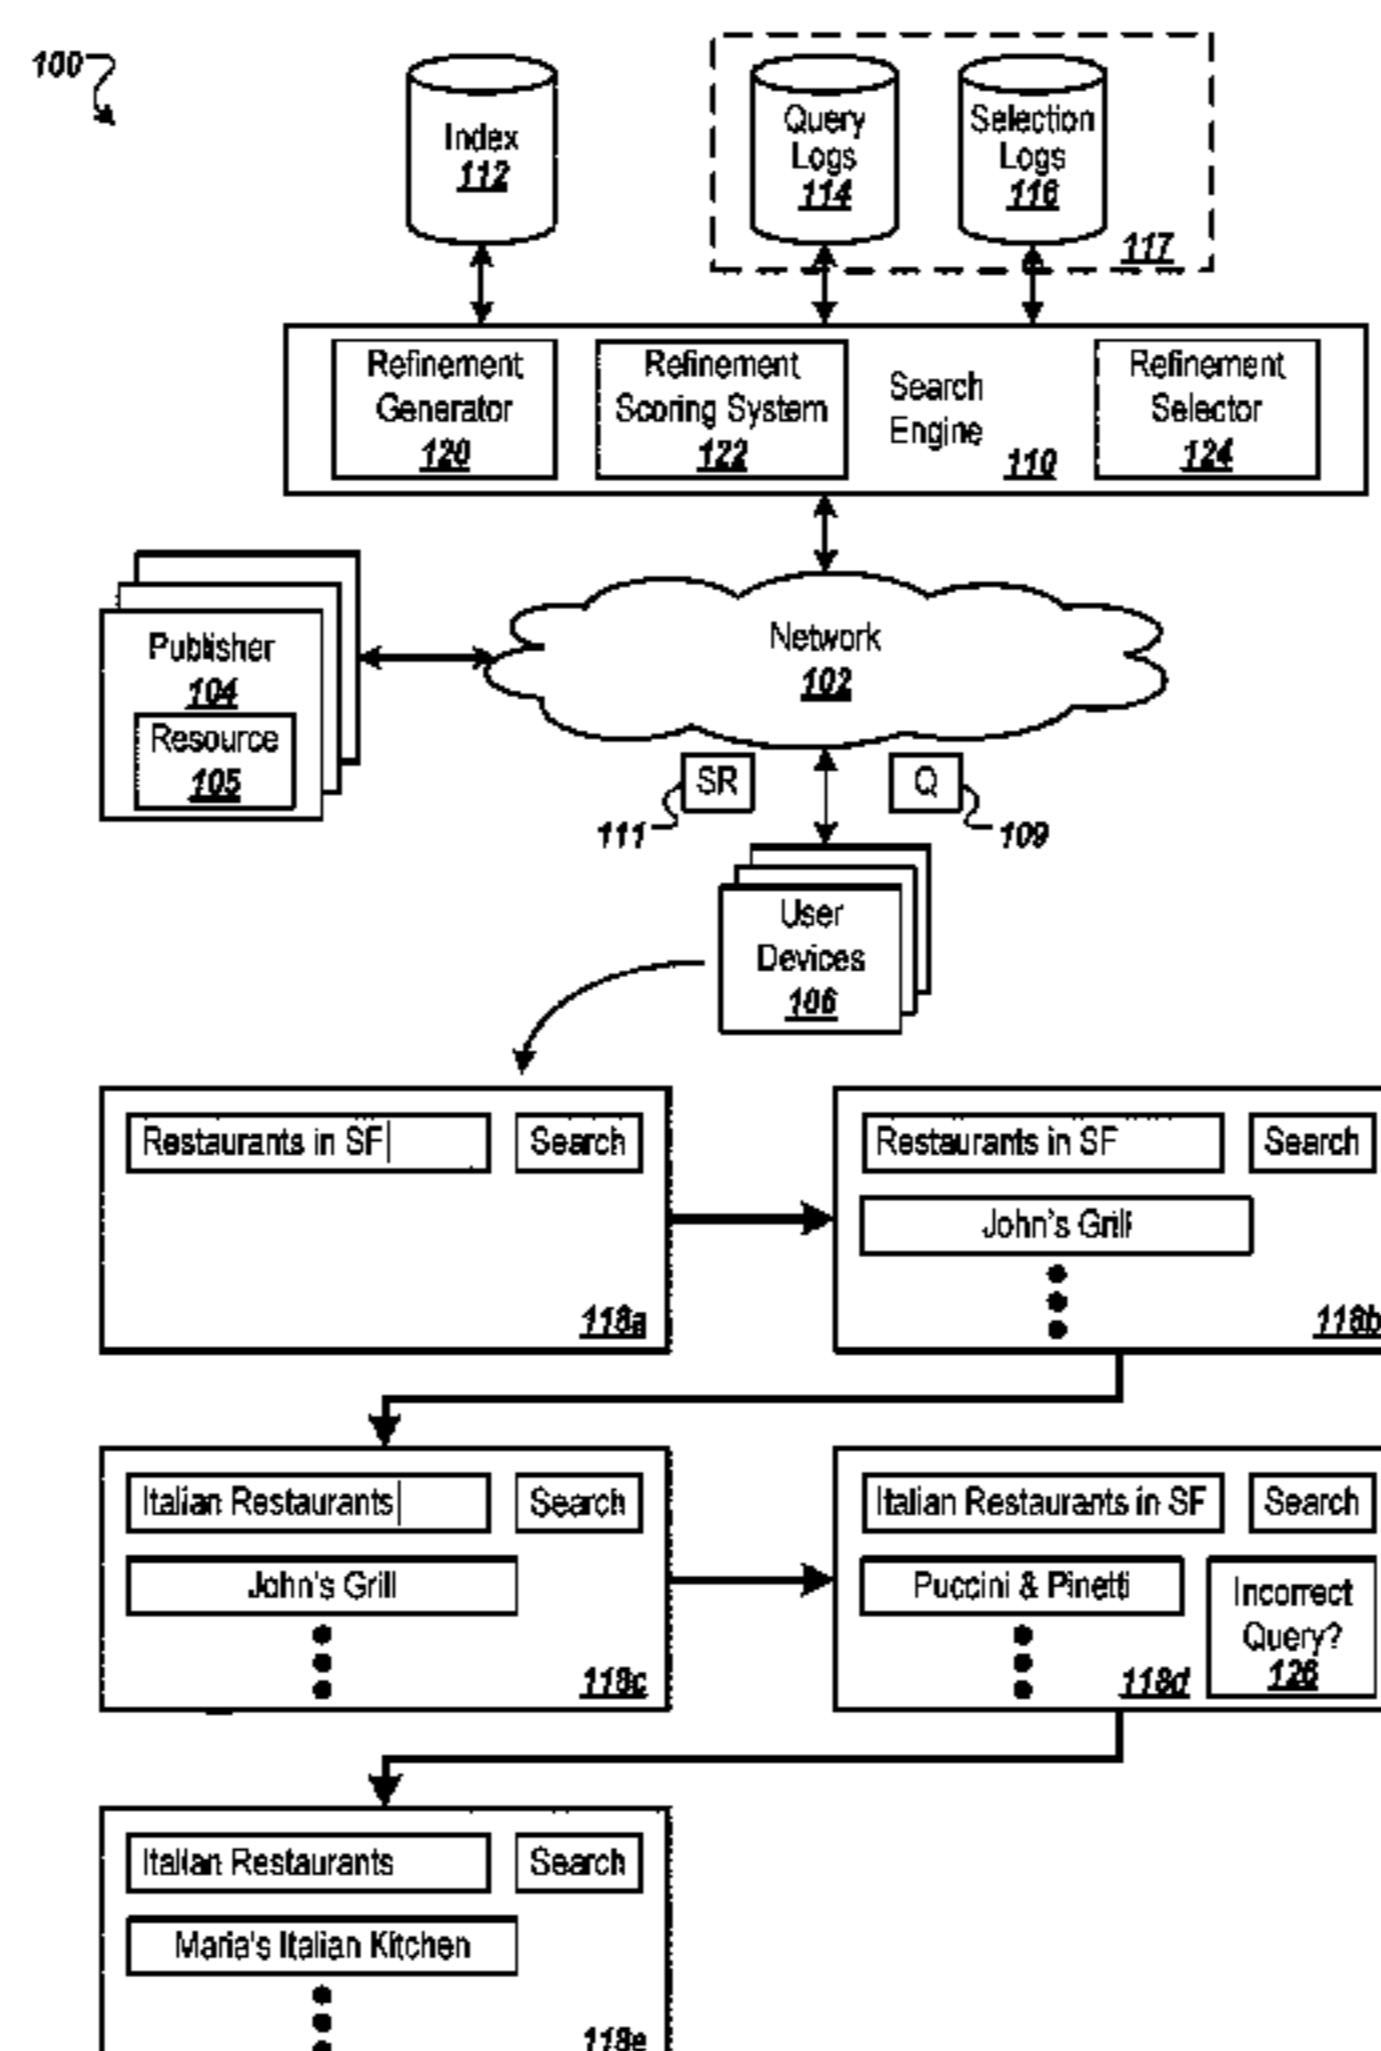 100
Index
112
Query
Logs
114
Selection
Logs
116
117
Refinement
Generator
120
Refinement
Scoring System
122
Search
Engine
110
Refinement
Selector
124
Publisher
104
Resource
105
Network
102
SR
111
Q
109
User
Devices
106
Restaurants in SF
Search
118a
Restaurants in SF
Search
John's Grill
118b
Italian Restaurants
Search
John's Grill
118c
Italian Restaurants in SF
Search
Puccini & Pinetti
118d
Incorrect
Query?
126
Italian Restaurants
Search
Maria's Italian Kitchen
118e